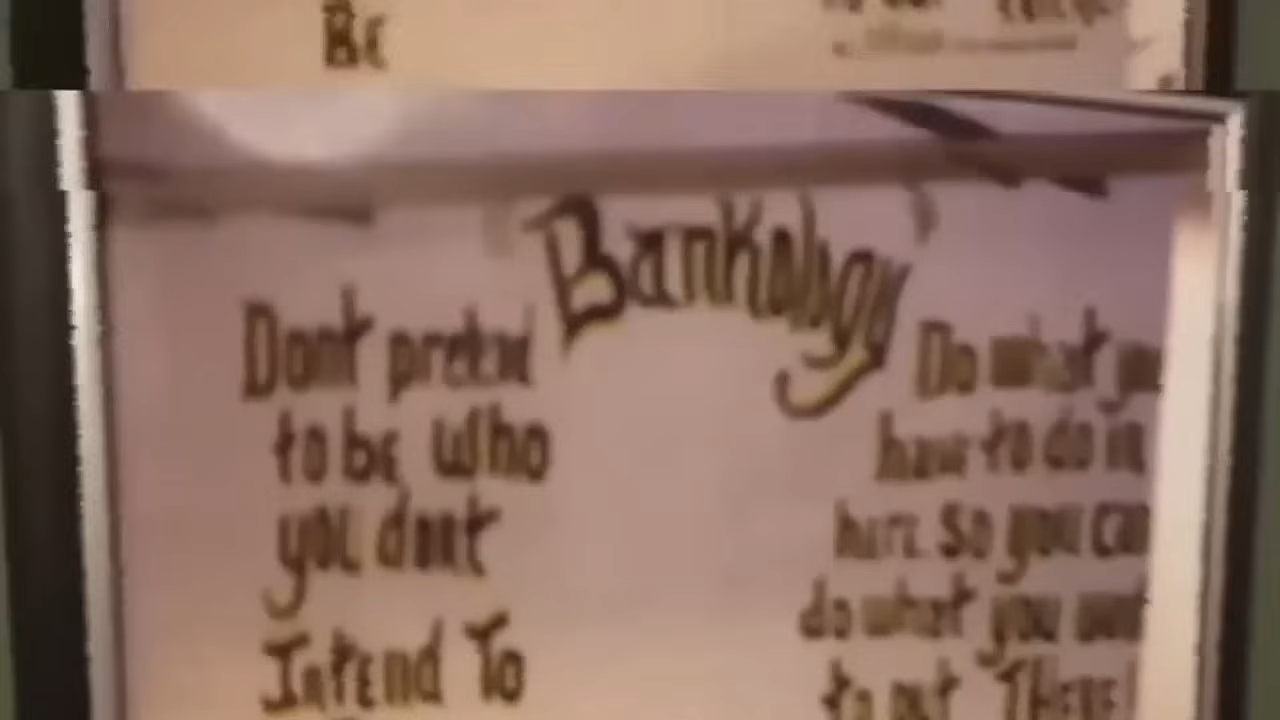 Be
Bankology
Dont pretend
to be who
you dont
Intend To
Do what you
have to do in
here. So you can
do what you want
to out THERE!